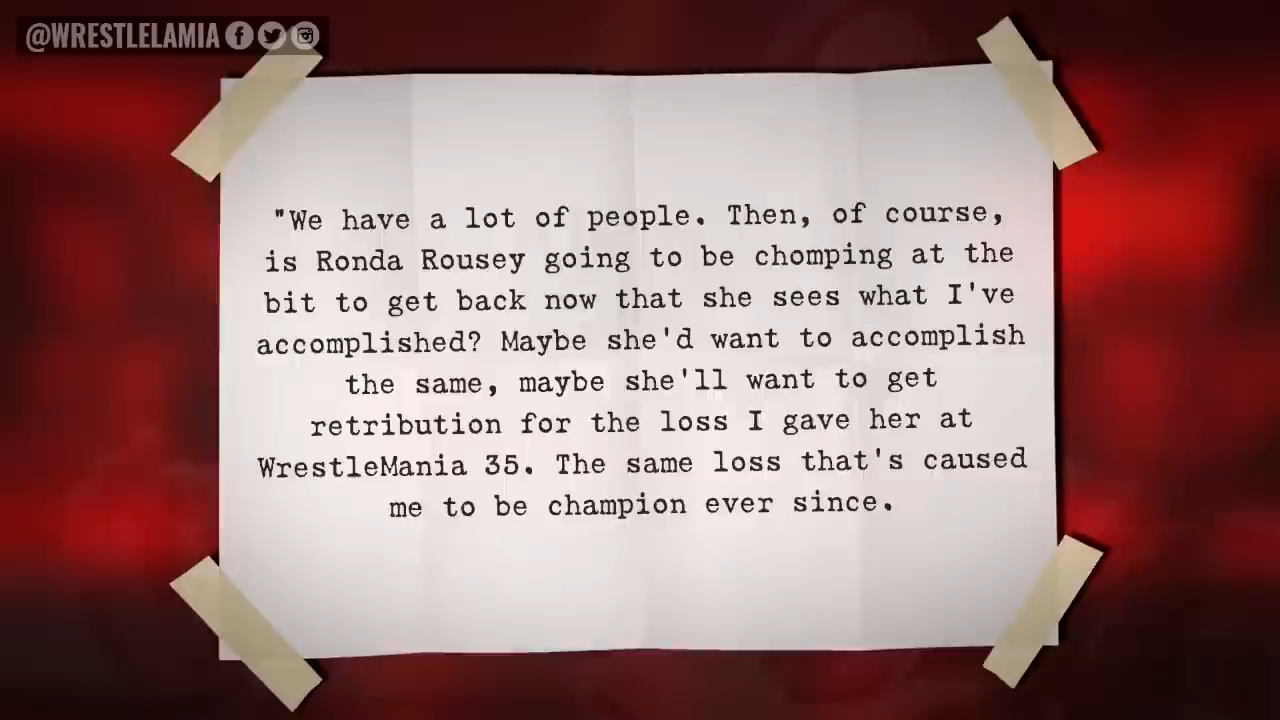 @WRESTLELAMIA
"We have a lot of people. Then, of course,
is Ronda Rousey going to be chomping at the
bit to get back now that she sees what I've
accomplished? Maybe she'd want to accomplish
the same, maybe she'll want to get
retribution for the loss I gave her at
WrestleMania 35. The same loss that's caused
me to be champion ever since.